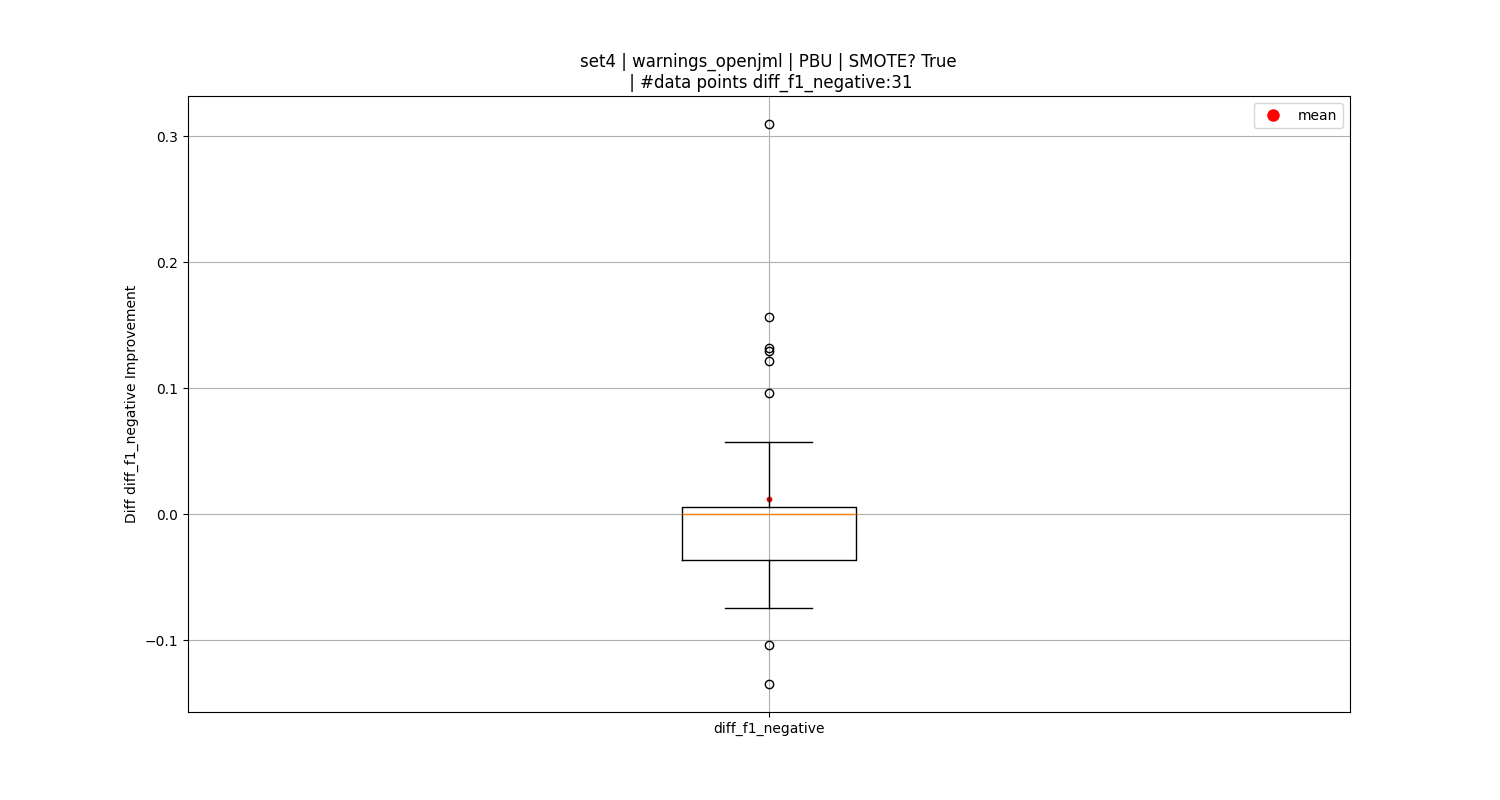 set4 | warnings_openjml | PBU | SMOTE? True
| #data points diff_f1_negative:31
mean
0.3
0.2
0.1
0.0
−0.1
Diff diff_f1_negative Improvement
diff_f1_negative